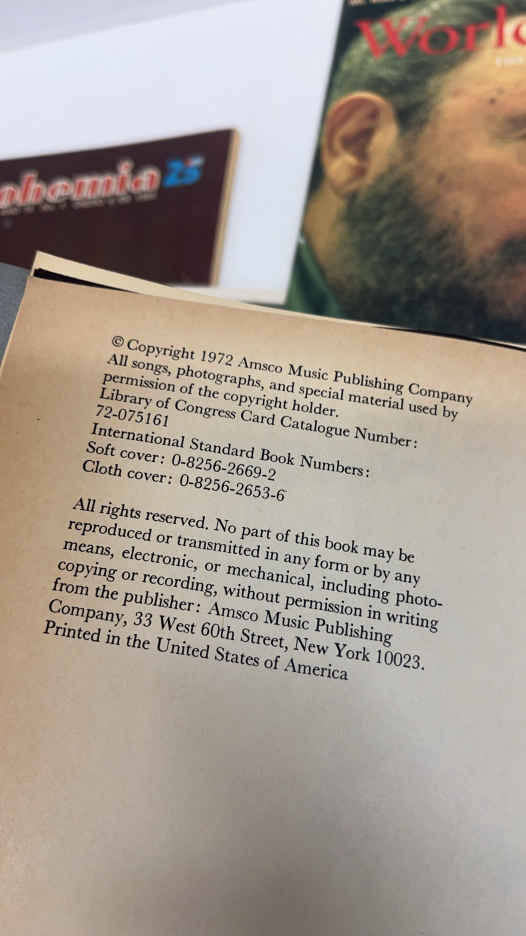 World
ohemia 25
© Copyright 1972 Amsco Music Publishing Company
All songs, photographs, and special material used by
permission of the copyright holder.
Library of Congress Card Catalogue Number:
72-075161
International Standard Book Numbers:
Soft cover: 0-8256-2669-2
Cloth cover: 0-8256-2653-6
All rights reserved. No part of this book may be
reproduced or transmitted in any form or by any
means, electronic, or mechanical, including photo-
copying or recording, without permission in writing
from the publisher: Amsco Music Publishing
Company, 33 West 60th Street, New York 10023.
Printed in the United States of America